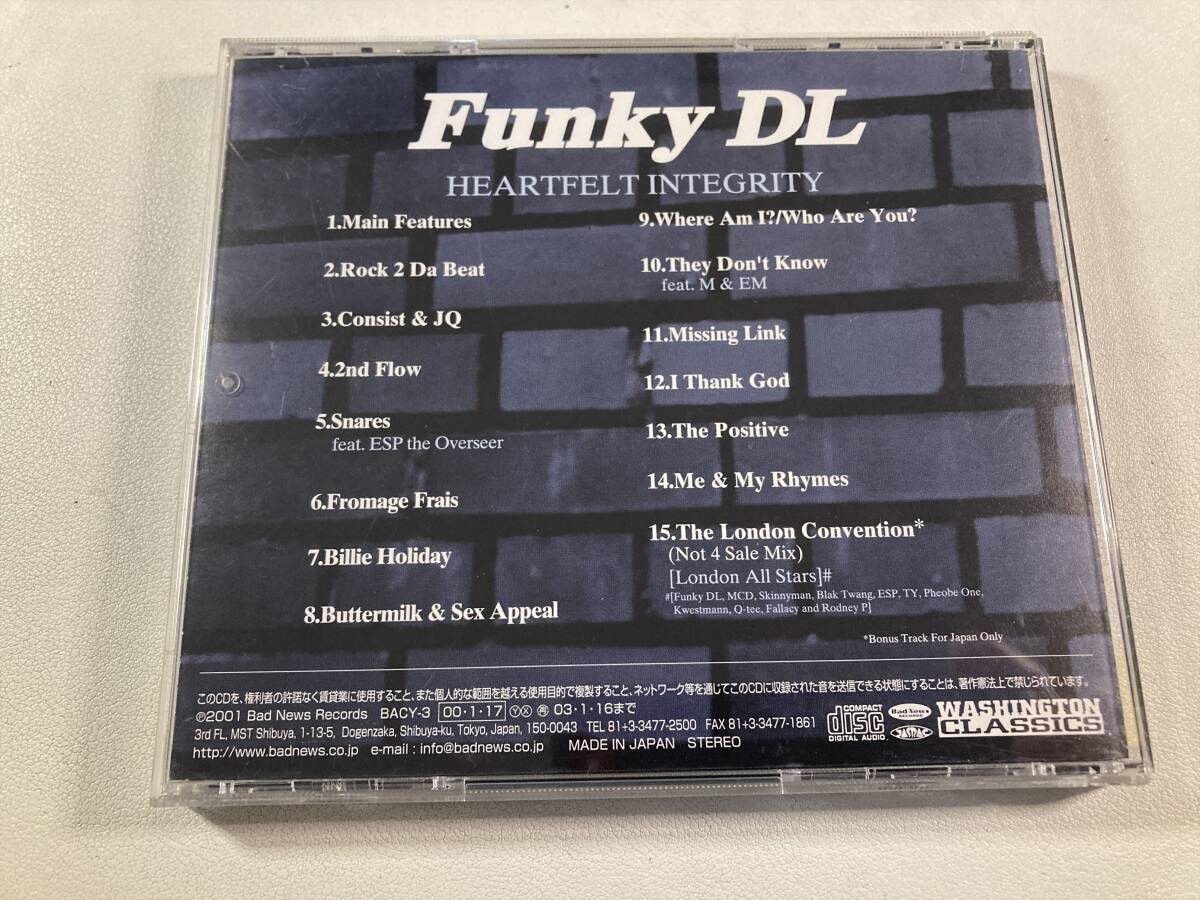 Funky DL
HEARTFELT INTEGRITY
1.Main Features
2.Rock 2 Da Beat
3.Consist & JQ
4.2nd Flow
5.Snares
feat. ESP the Overseer
6.Fromage Frais
7.Billie Holiday
8.Buttermilk & Sex Appeal
9.Where Am I?/Who Are You?
10.They Don't Know
feat. M & EM
11.Missing Link
12.I Thank God
13.The Positive
14.Me & My Rhymes
15.The London Convention*
(Not 4 Sale Mix)
[London All Stars]#
#[Funky DL, MCD, Skinnyman, Blak Twang, ESP, TY, Pheobe One,
Kwestmann, Q-tee, Fallacy and Rodney P]
*Bonus Track For Japan Only
このCDを、権利者の許諾なく賃貸業に使用すること、また個人的な範囲を越える使用目的で複製すること、ネットワーク等を通じてこのCDに収録された音を送信できる状態にすることは、著作憲法上で禁じられています。
℗2001 Bad News Records BACY-3 00・1・17 Ⓨ Ⓧ 再 03・1・16まで
3rd FL, MST Shibuya, 1-13-5, Dogenzaka, Shibuya-ku, Tokyo, Japan, 150-0043 TEL 81+3-3477-2500 FAX 81+3-3477-1861
http://www.badnews.co.jp e-mail : info@badnews.co.jp MADE IN JAPAN STEREO
COMPACT
disc
DIGITAL AUDIO
Bad News
RECORDS
JASRAC
WASHINGTON
CLASSICS